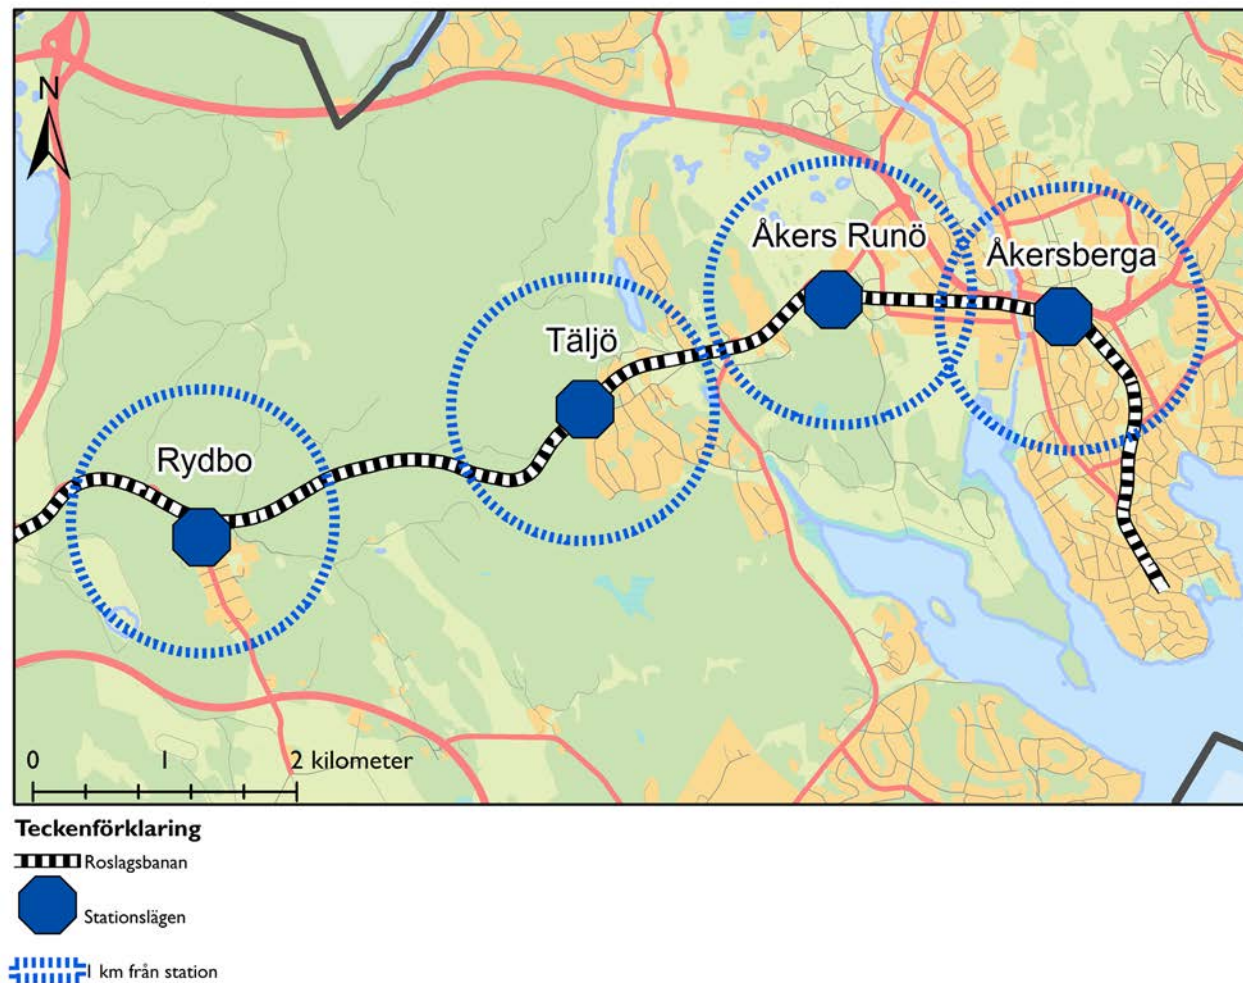 N
Åkers Runö
Åkersberga
Täljö
Rydbo
0 1 2 kilometer
Teckenförklaring
Roslagsbanan
Stationslägen
1 km från station